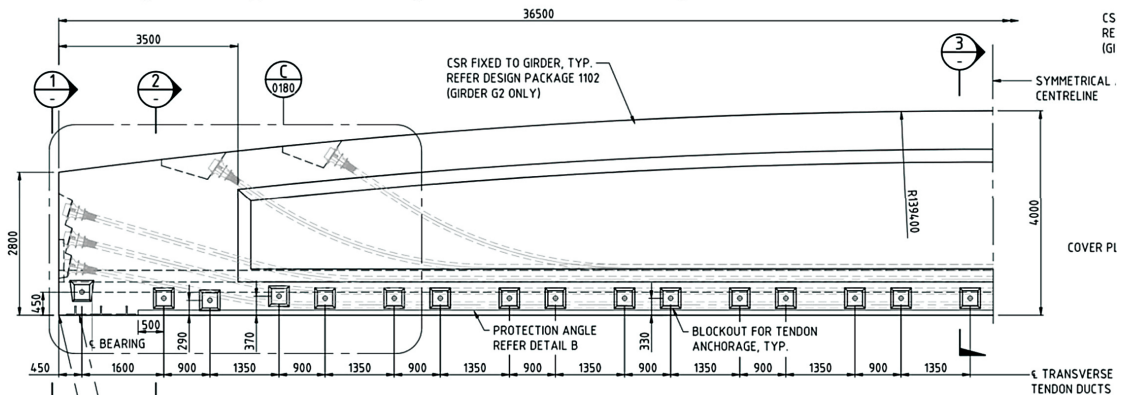 36500
CS
RE
(GI
3500
CSR FIXED TO GIRDER, TYP.
REFER DESIGN PACKAGE 1102
(GIRDER G2 ONLY)
1
-
2
-
C
0180
3
-
SYMMETRICAL
CENTRELINE
2800
R139400
4000
COVER PL
450
500
290
370
330
℄ BEARING
PROTECTION ANGLE
REFER DETAIL B
BLOCKOUT FOR TENDON
ANCHORAGE, TYP.
450 1600 900 1350 900 1350 900 1350 900 1350 900 1350 900 1350
℄ TRANSVERSE
TENDON DUCTS